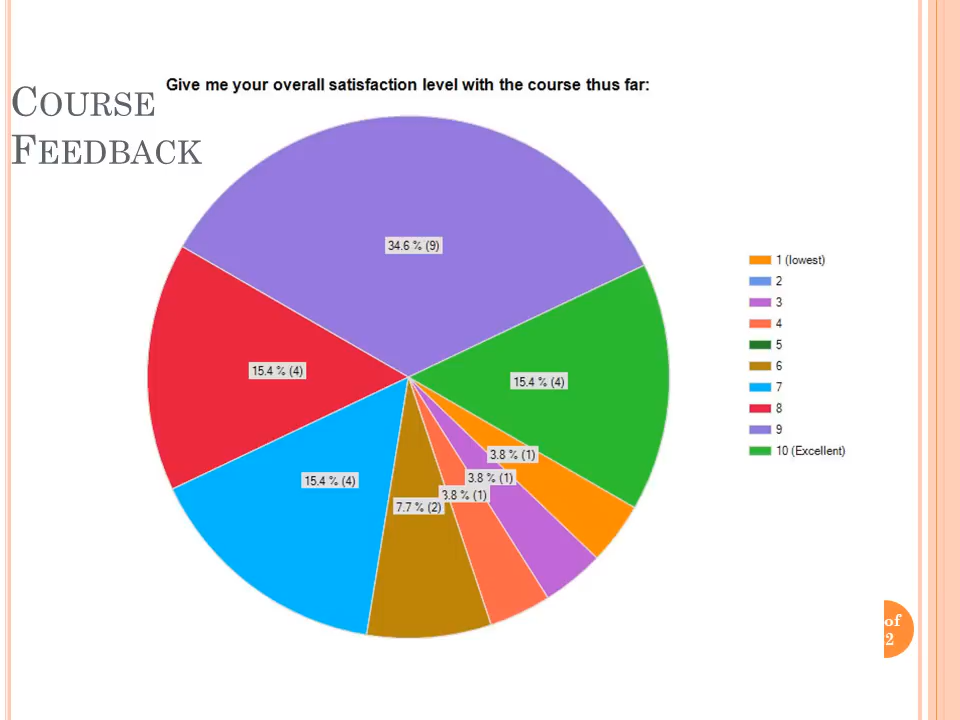 Give me your overall satisfaction level with the course thus far:
COURSE
FEEDBACK
34.6 % (9)
15.4 % (4)
15.4 % (4)
15.4 % (4)
7.7 % (2)
3.8 % (1)
3.8 % (1)
3.8 % (1)
1 (lowest)
2
3
4
5
6
7
8
9
10 (Excellent)
of
2